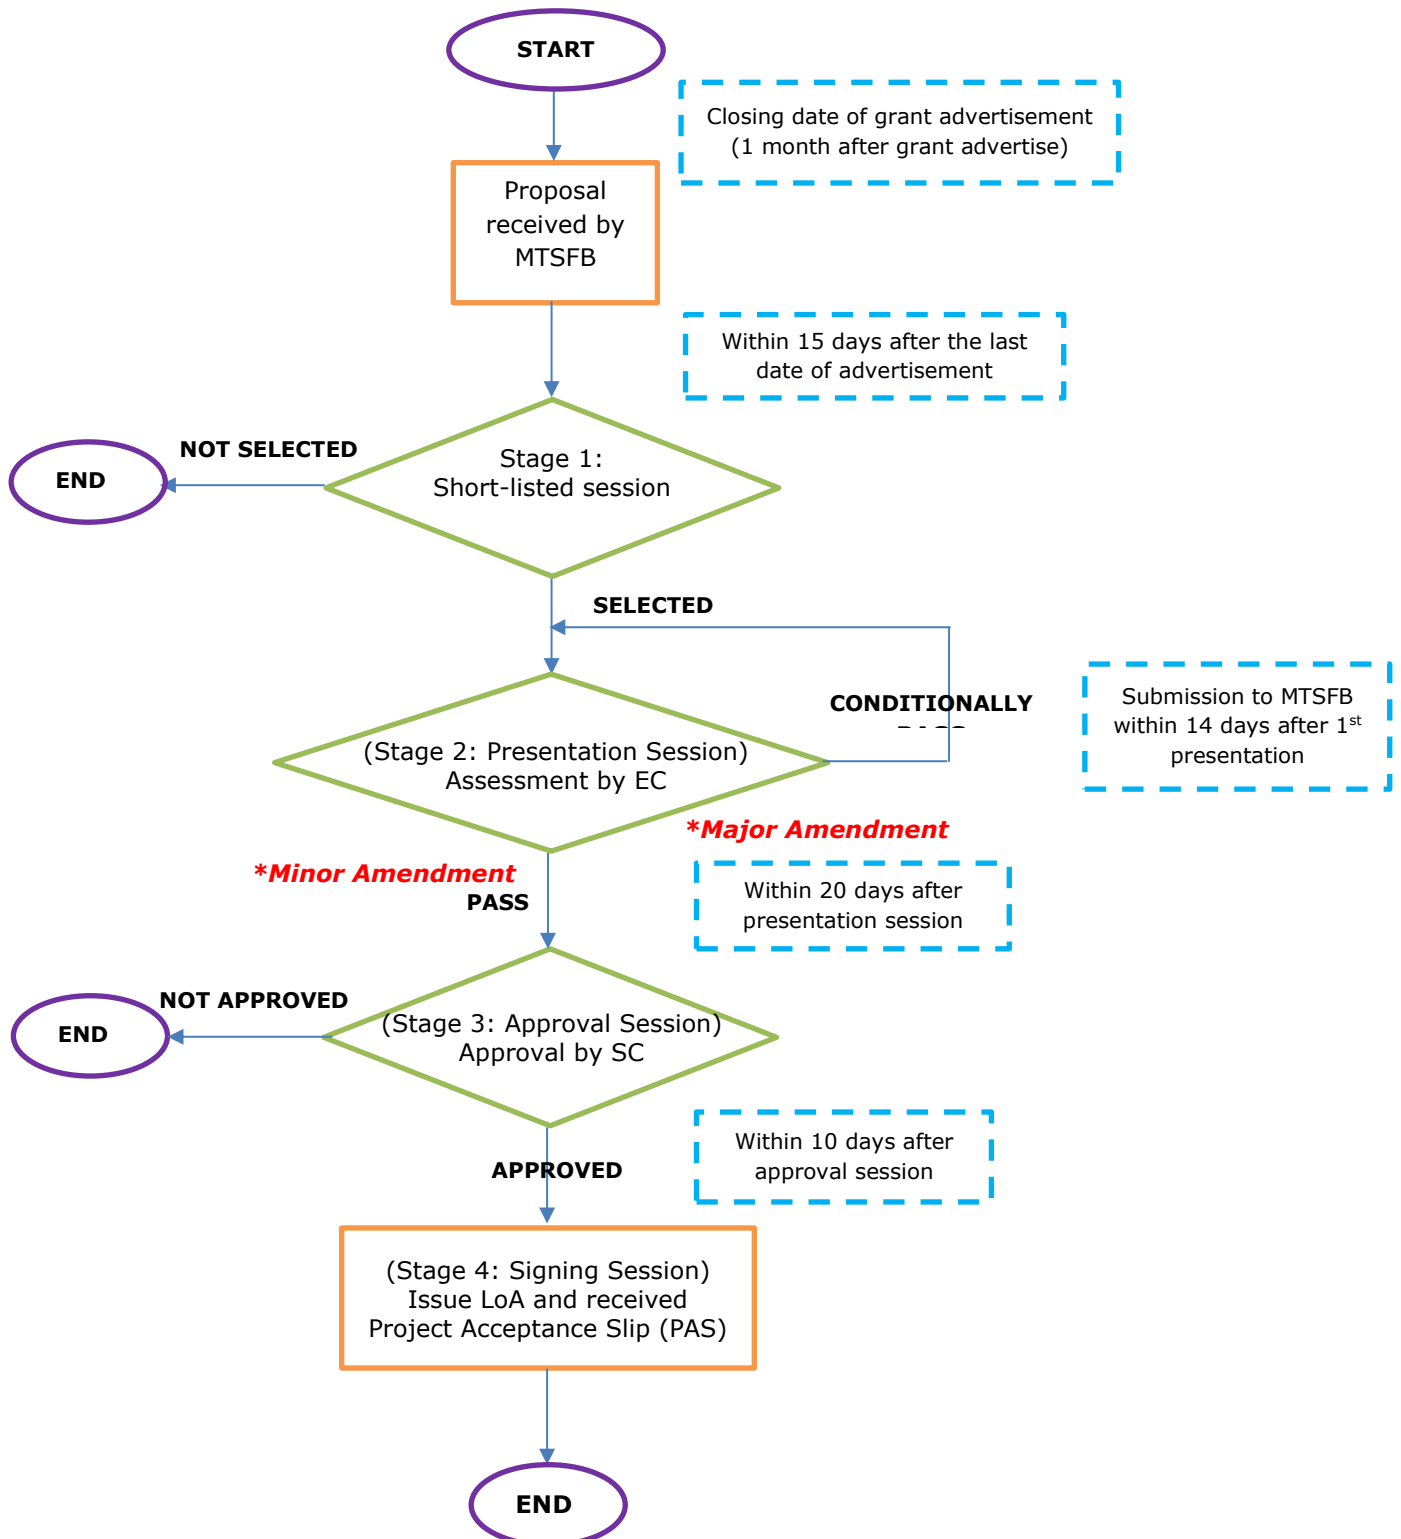 START
Closing date of grant advertisement
(1 month after grant advertise)
Proposal
received by
MTSFB
Within 15 days after the last
date of advertisement
NOT SELECTED
END
Stage 1:
Short-listed session
SELECTED
CONDITIONALLY
Submission to MTSFB
within 14 days after 1st
presentation
(Stage 2: Presentation Session)
Assessment by EC
*Major Amendment
*Minor Amendment
PASS
Within 20 days after
presentation session
NOT APPROVED
END
(Stage 3: Approval Session)
Approval by SC
Within 10 days after
approval session
APPROVED
(Stage 4: Signing Session)
Issue LoA and received
Project Acceptance Slip (PAS)
END